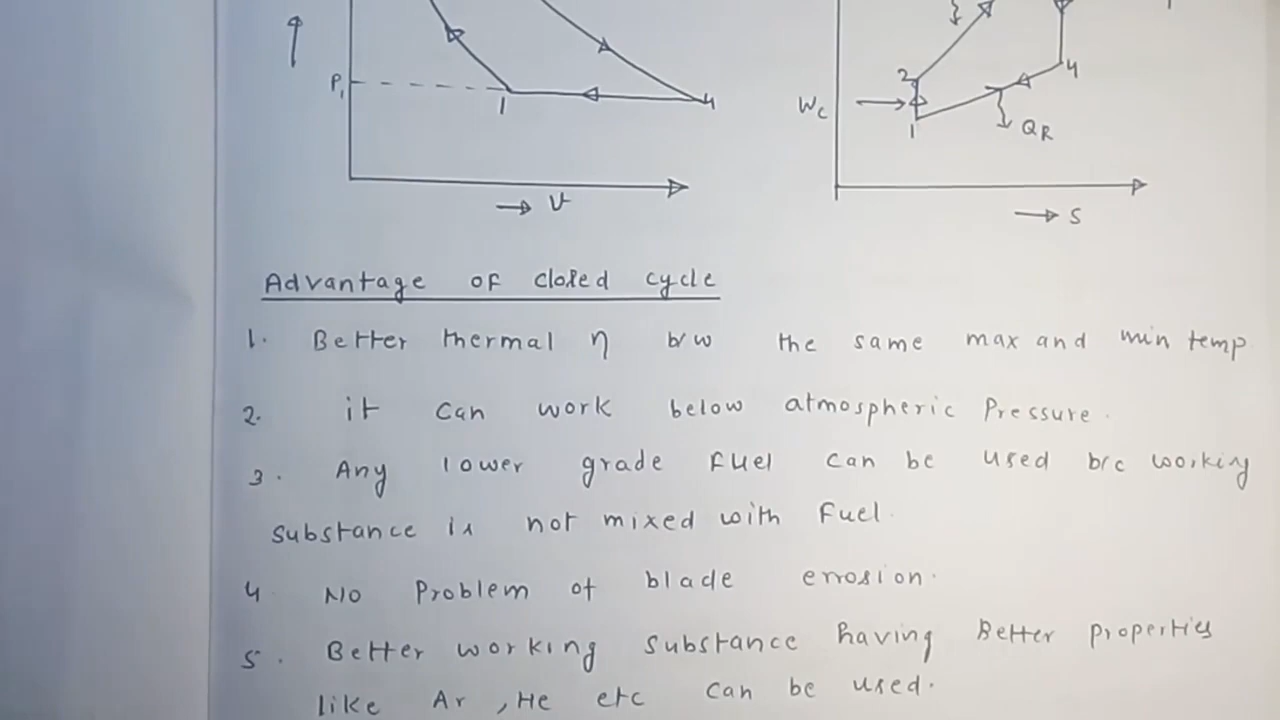 P1
1
4
V
2
4
Wc
1
QR
S
Advantage of closed cycle
1. Better thermal η b/w the same max and min temp
2. it can work below atmospheric Pressure.
3. Any lower grade Fuel can be used b/c working
substance is not mixed with Fuel.
4 No Problem of blade errosion.
5. Better working substance having Better properties
like Ar, He etc can be used.